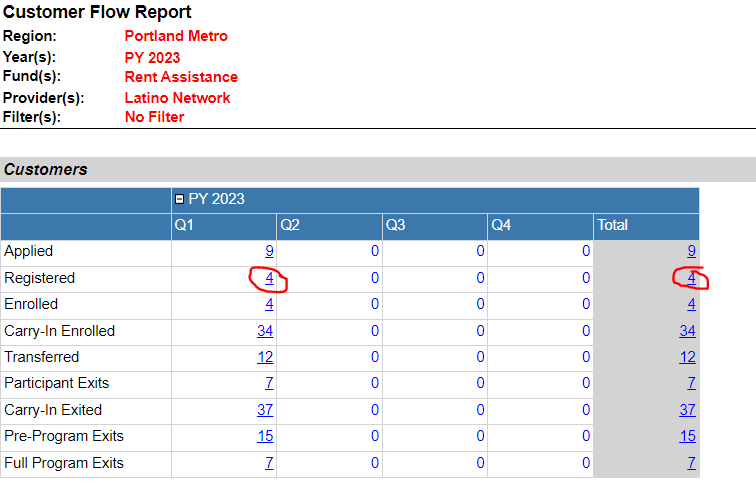 Customer Flow Report
Region: Portland Metro
Year(s): PY 2023
Fund(s): Rent Assistance
Provider(s): Latino Network
Filter(s): No Filter
Customers
PY 2023
Q1 Q2 Q3 Q4 Total
Applied 9 0 0 0 9
Registered 4 0 0 0 4
Enrolled 4 0 0 0 4
Carry-In Enrolled 34 0 0 0 34
Transferred 12 0 0 0 12
Participant Exits 7 0 0 0 7
Carry-In Exited 37 0 0 0 37
Pre-Program Exits 15 0 0 0 15
Full Program Exits 7 0 0 0 7